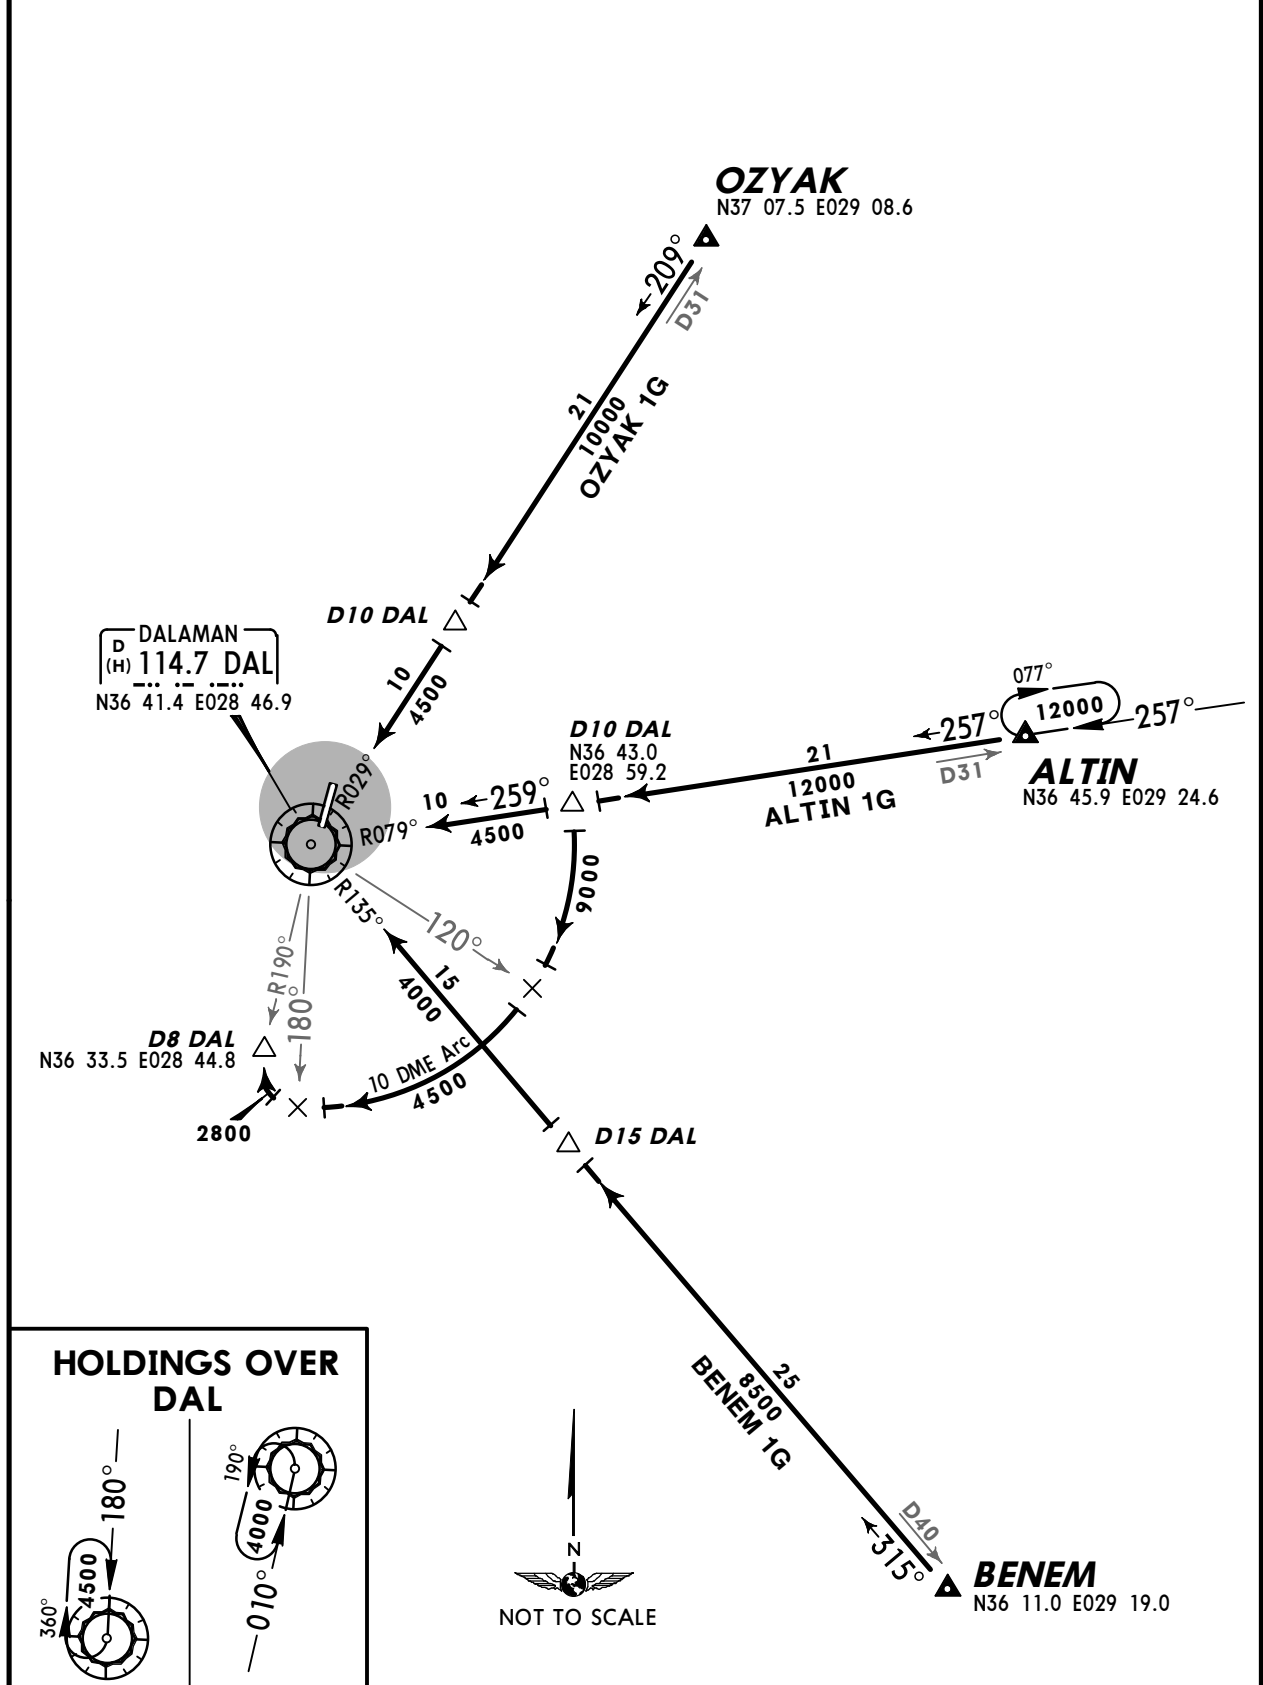 OZYAK
N37 07.5 E029 08.6
209°
D31
21
10000
OZYAK 1G
D10 DAL
10
4500
R029°
DALAMAN
D
(H) 114.7 DAL
N36 41.4 E028 46.9
D10 DAL
N36 43.0
E028 59.2
077°
12000
257°
257°
D31
ALTIN
N36 45.9 E029 24.6
21
12000
ALTIN 1G
259°
10
4500
R079°
9000
R135°
120°
15
4000
R190°
180°
D8 DAL
N36 33.5 E028 44.8
2800
10 DME Arc
4500
D15 DAL
25
8500
BENEM 1G
D40
315°
BENEM
N36 11.0 E029 19.0
HOLDINGS OVER
DAL
180°
4500
360°
190°
4000
010°
N
NOT TO SCALE